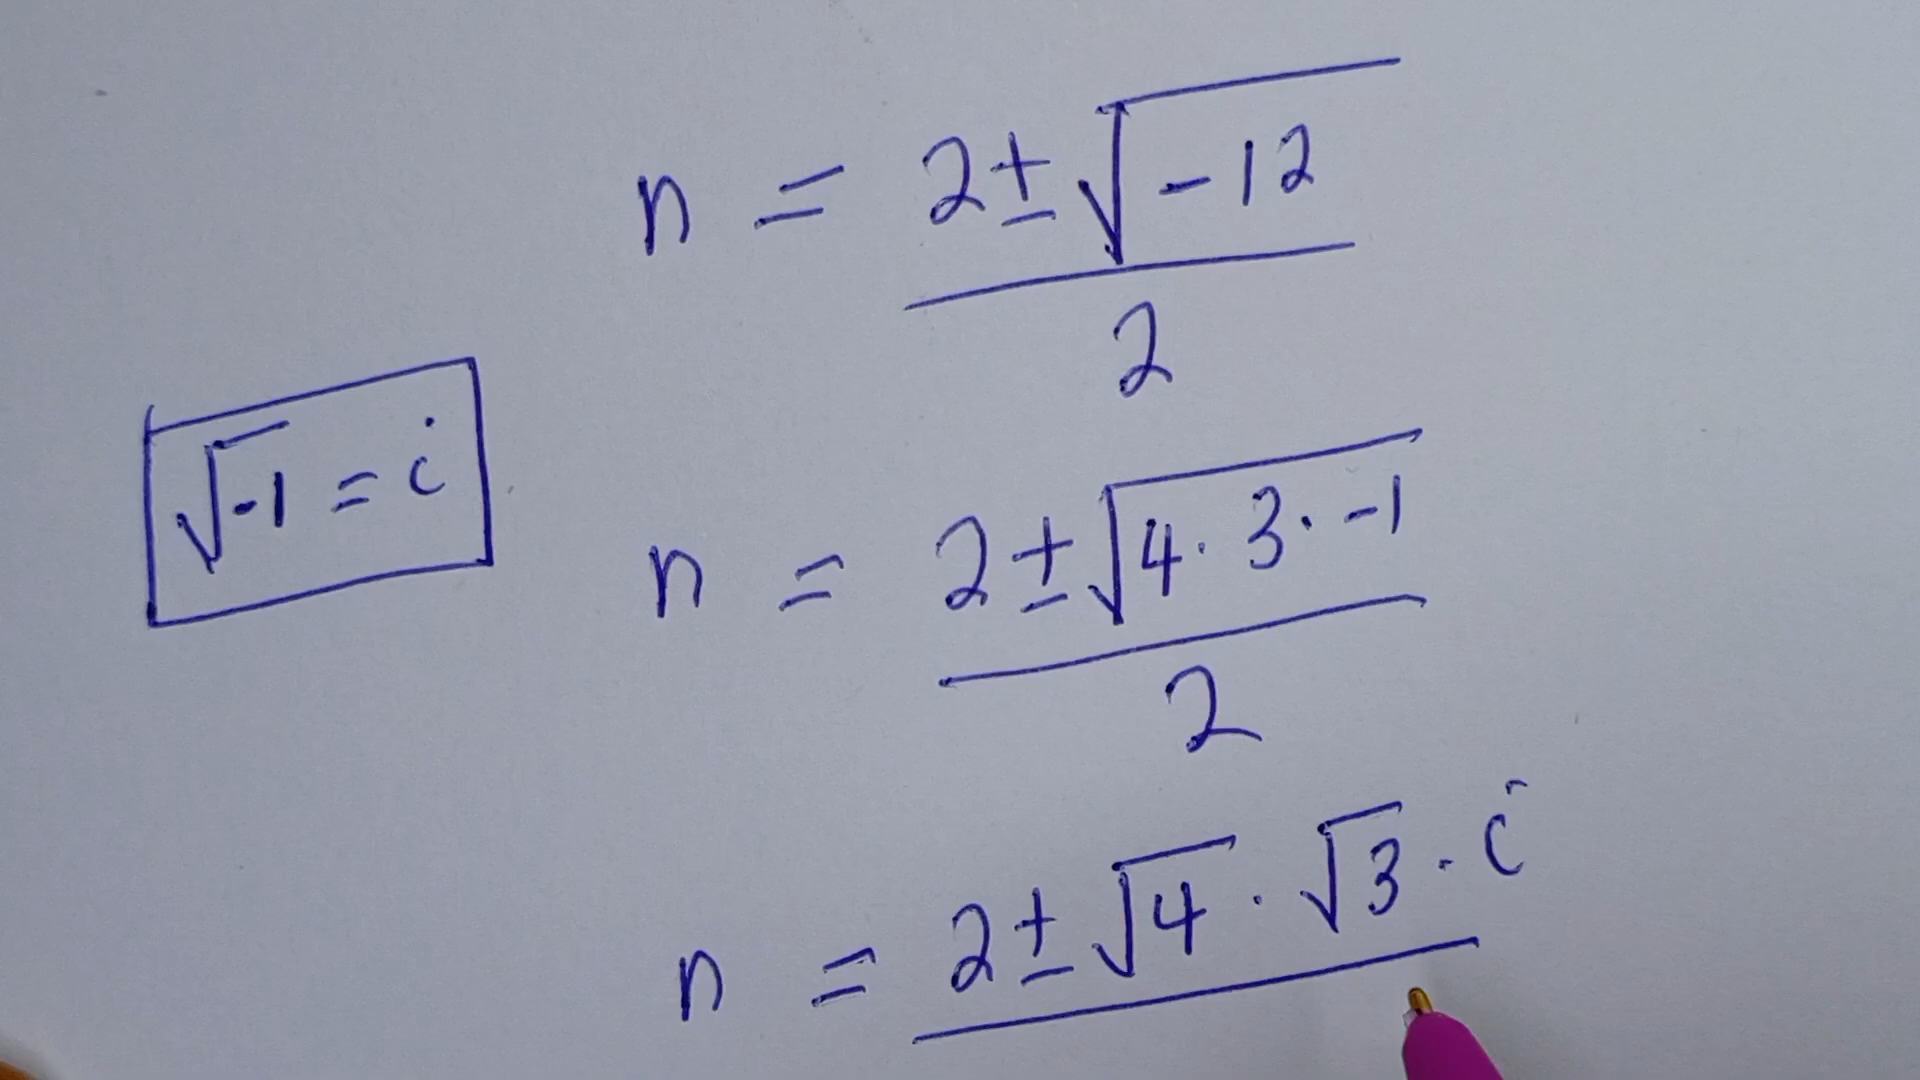 n = (2 ± √(-12)) / 2
√-1 = i
n = (2 ± √(4 · 3 · -1)) / 2
n = 2 ± √4 · √3 · i